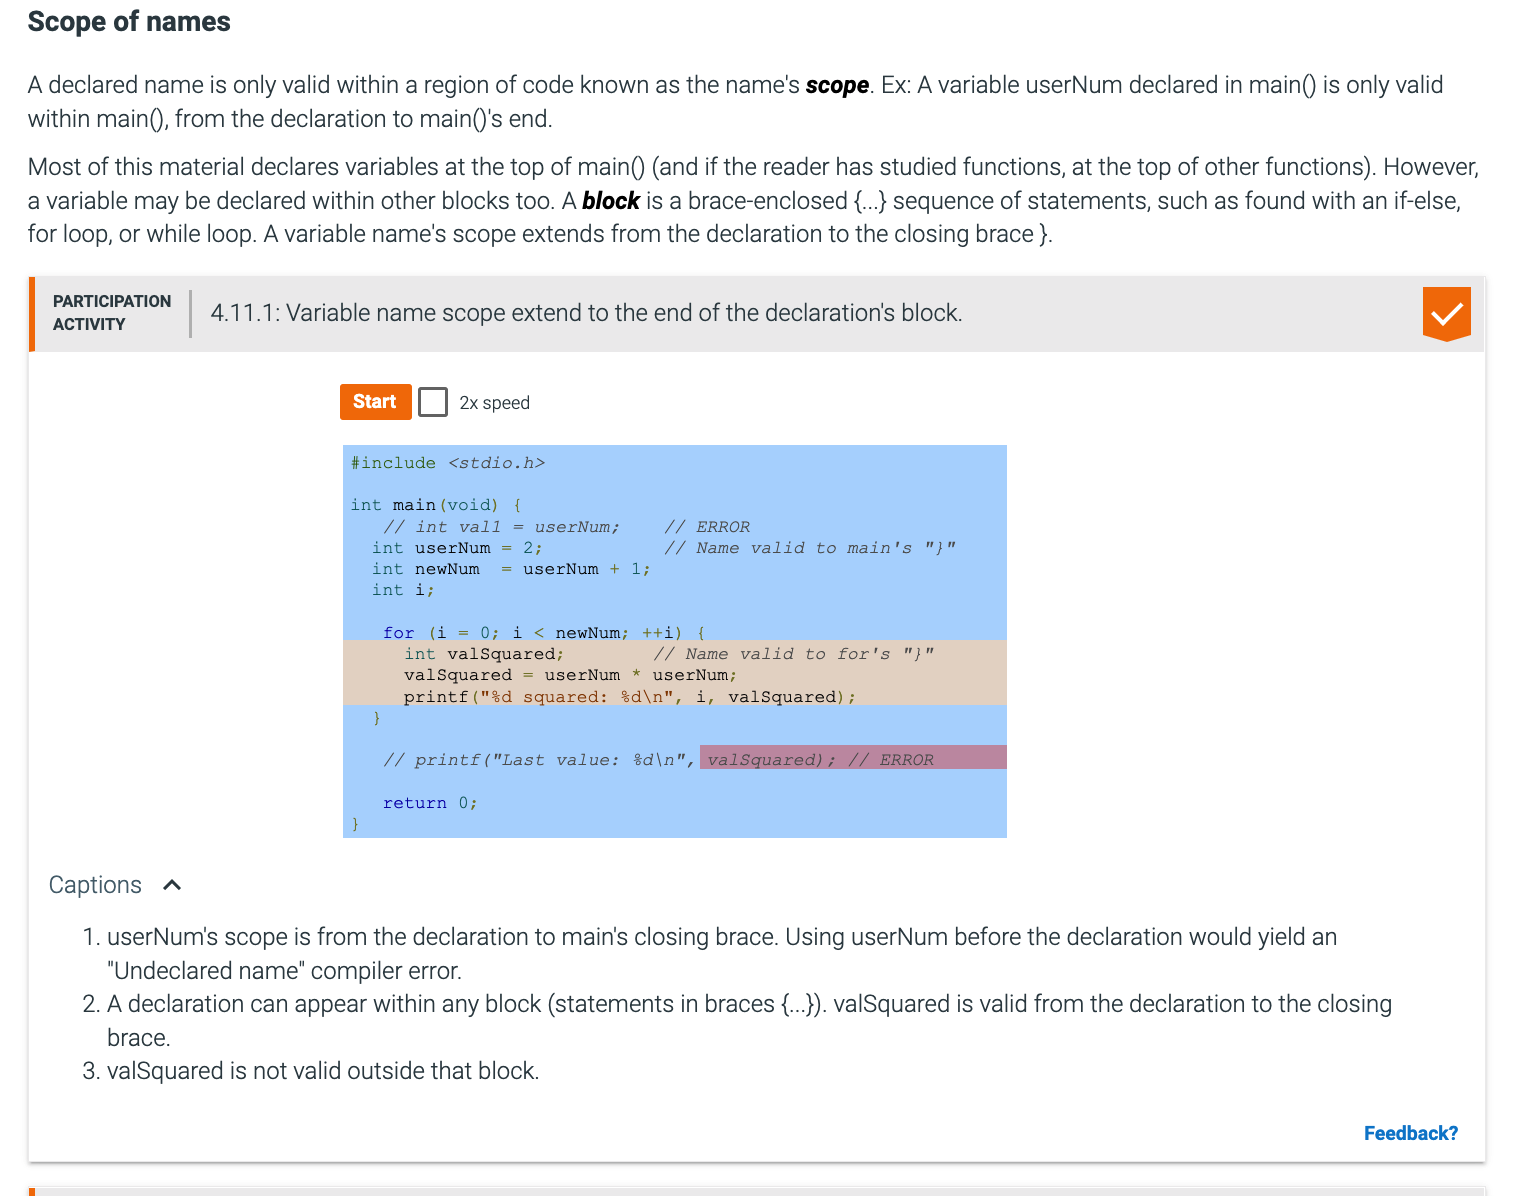 Scope of names
A declared name is only valid within a region of code known as the name's scope. Ex: A variable userNum declared in main() is only valid
within main(), from the declaration to main()'s end.
Most of this material declares variables at the top of main() (and if the reader has studied functions, at the top of other functions). However,
a variable may be declared within other blocks too. A block is a brace-enclosed {...} sequence of statements, such as found with an if-else,
for loop, or while loop. A variable name's scope extends from the declaration to the closing brace }.
PARTICIPATION
ACTIVITY
4.11.1: Variable name scope extend to the end of the declaration's block.
Start 2x speed
#include <stdio.h>
int main(void) {
// int val1 = userNum; // ERROR
int userNum = 2; // Name valid to main's "}"
int newNum = userNum + 1;
int i;
for (i = 0; i < newNum; ++i) {
int valSquared; // Name valid to for's "}"
valSquared = userNum * userNum;
printf("%d squared: %d\n", i, valSquared);
}
// printf("Last value: %d\n", valSquared); // ERROR
return 0;
}
Captions
1. userNum's scope is from the declaration to main's closing brace. Using userNum before the declaration would yield an
"Undeclared name" compiler error.
2. A declaration can appear within any block (statements in braces {...}). valSquared is valid from the declaration to the closing
brace.
3. valSquared is not valid outside that block.
Feedback?